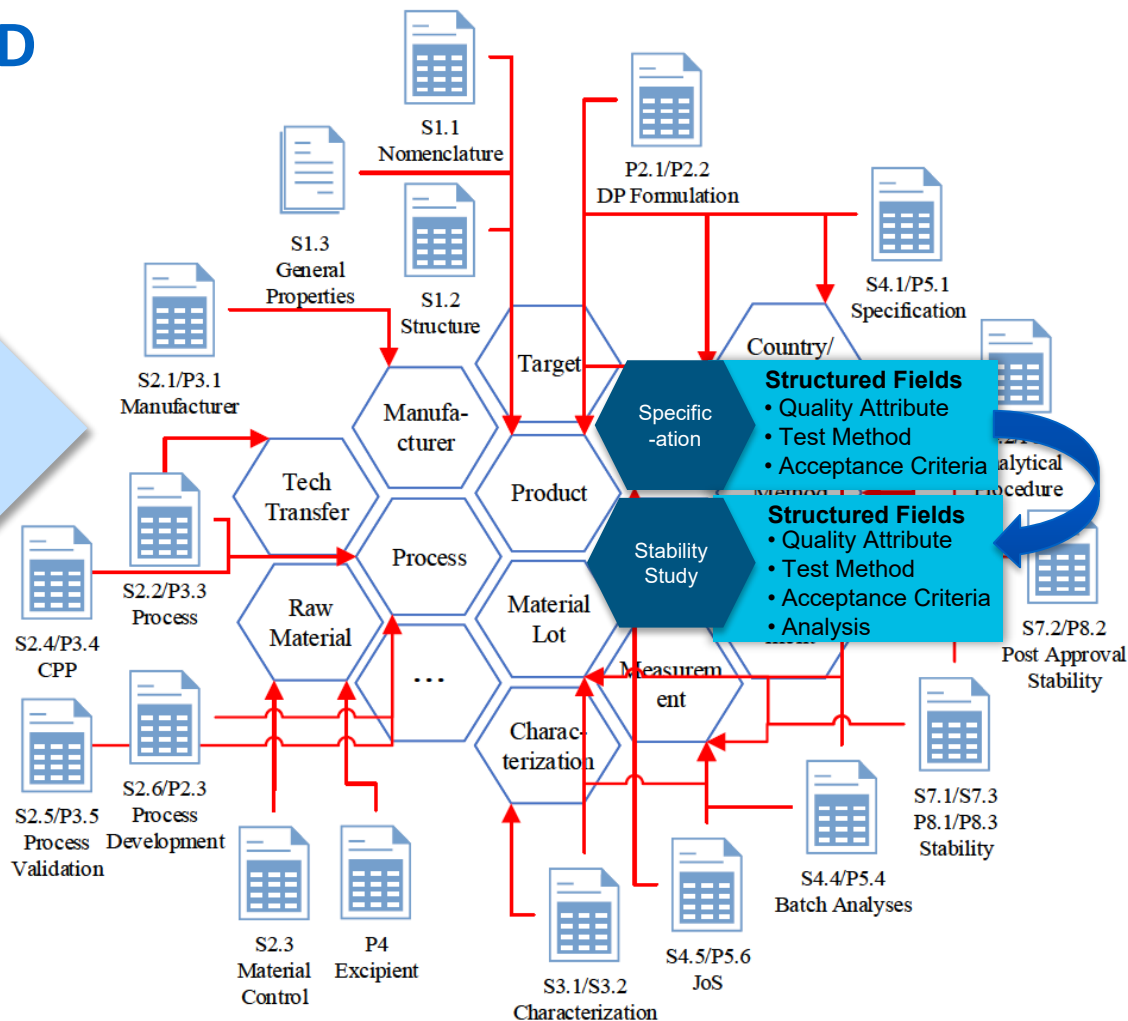 D
S1.1
Nomenclature
P2.1/P2.2
DP Formulation
S1.3
General
Properties
S1.2
Structure
S4.1/P5.1
Specification
S2.1/P3.1
Manufacturer
Target
Country/
Manufa-
cturer
Specific
-ation
Structured Fields
• Quality Attribute
• Test Method
• Acceptance Criteria
Tech
Transfer
Product
Method
Procedure
S2.2/P3.3
Process
Process
Stability
Study
Structured Fields
• Quality Attribute
• Test Method
• Acceptance Criteria
• Analysis
Raw
Material
Material
Lot
S2.4/P3.4
CPP
S7.2/P8.2
Post Approval
Stability
...
Measurem
ent
Charac-
terization
S2.5/P3.5
Process
Validation
S2.6/P2.3
Process
Development
S7.1/S7.3
P8.1/P8.3
Stability
S4.4/P5.4
Batch Analyses
S2.3
Material
Control
P4
Excipient
S3.1/S3.2
Characterization
S4.5/P5.6
JoS